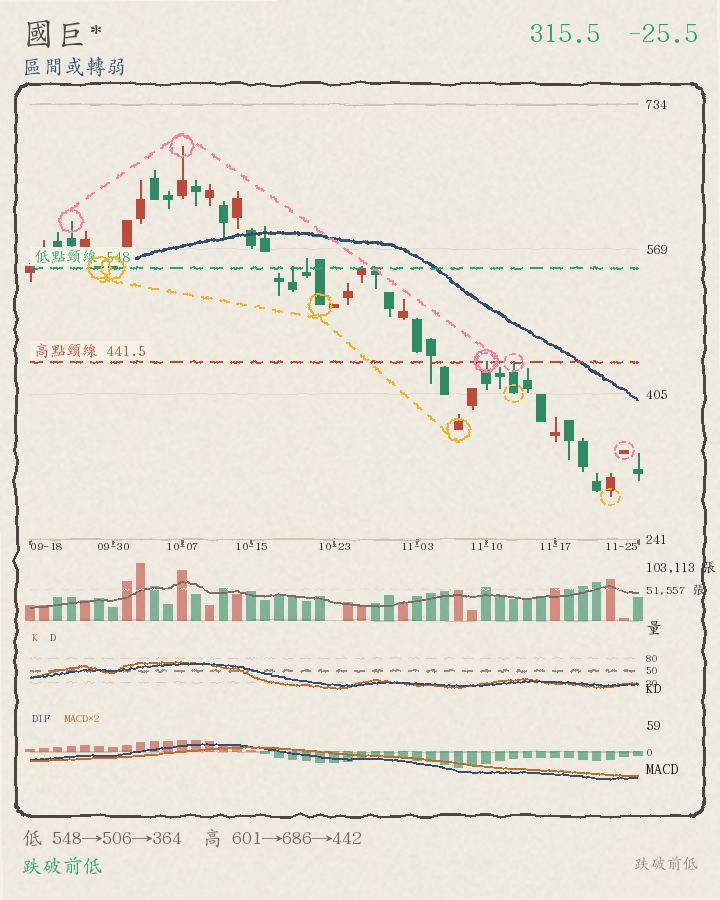 國巨* 315.5 -25.5
區間或轉弱
734
低點頸線 548
569
高點頸線 441.5
405
241
09-18 09-30 10-07 10-15 10-23 11-03 11-10 11-17 11-25
103,113 張
51,557 張
量
K D
80
50
20
KD
DIF MACD×2
59
0
MACD
低 548→506→364 高 601→686→442
跌破前低 跌破前低